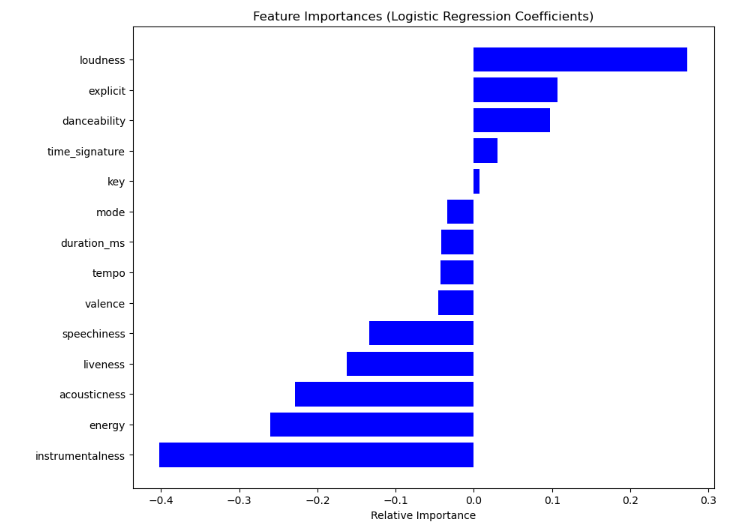 Feature Importances (Logistic Regression Coefficients)
loudness
explicit
danceability
time_signature
key
mode
duration_ms
tempo
valence
speechiness
liveness
acousticness
energy
instrumentalness
−0.4 −0.3 −0.2 −0.1 0.0 0.1 0.2 0.3
Relative Importance